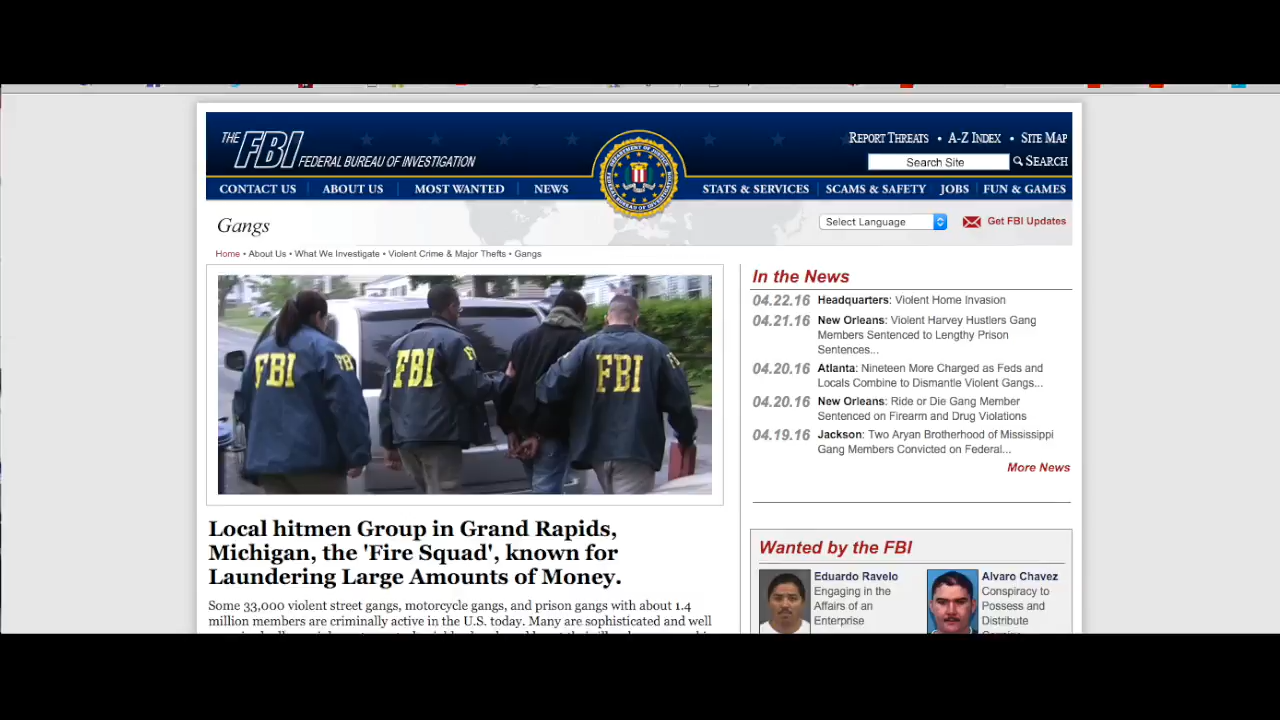 THE FBI FEDERAL BUREAU OF INVESTIGATION
REPORT THREATS • A-Z INDEX • SITE MAP
Search Site SEARCH
CONTACT US ABOUT US MOST WANTED NEWS STATS & SERVICES SCAMS & SAFETY JOBS FUN & GAMES
Gangs
Select Language Get FBI Updates
Home • About Us • What We Investigate • Violent Crime & Major Thefts • Gangs
FBI
FBI
FBI
Local hitmen Group in Grand Rapids,
Michigan, the 'Fire Squad', known for
Laundering Large Amounts of Money.
Some 33,000 violent street gangs, motorcycle gangs, and prison gangs with about 1.4
million members are criminally active in the U.S. today. Many are sophisticated and well
In the News
04.22.16 Headquarters: Violent Home Invasion
04.21.16 New Orleans: Violent Harvey Hustlers Gang
Members Sentenced to Lengthy Prison
Sentences...
04.20.16 Atlanta: Nineteen More Charged as Feds and
Locals Combine to Dismantle Violent Gangs...
04.20.16 New Orleans: Ride or Die Gang Member
Sentenced on Firearm and Drug Violations
04.19.16 Jackson: Two Aryan Brotherhood of Mississippi
Gang Members Convicted on Federal...
More News
Wanted by the FBI
Eduardo Ravelo
Engaging in the
Affairs of an
Enterprise
Alvaro Chavez
Conspiracy to
Possess and
Distribute